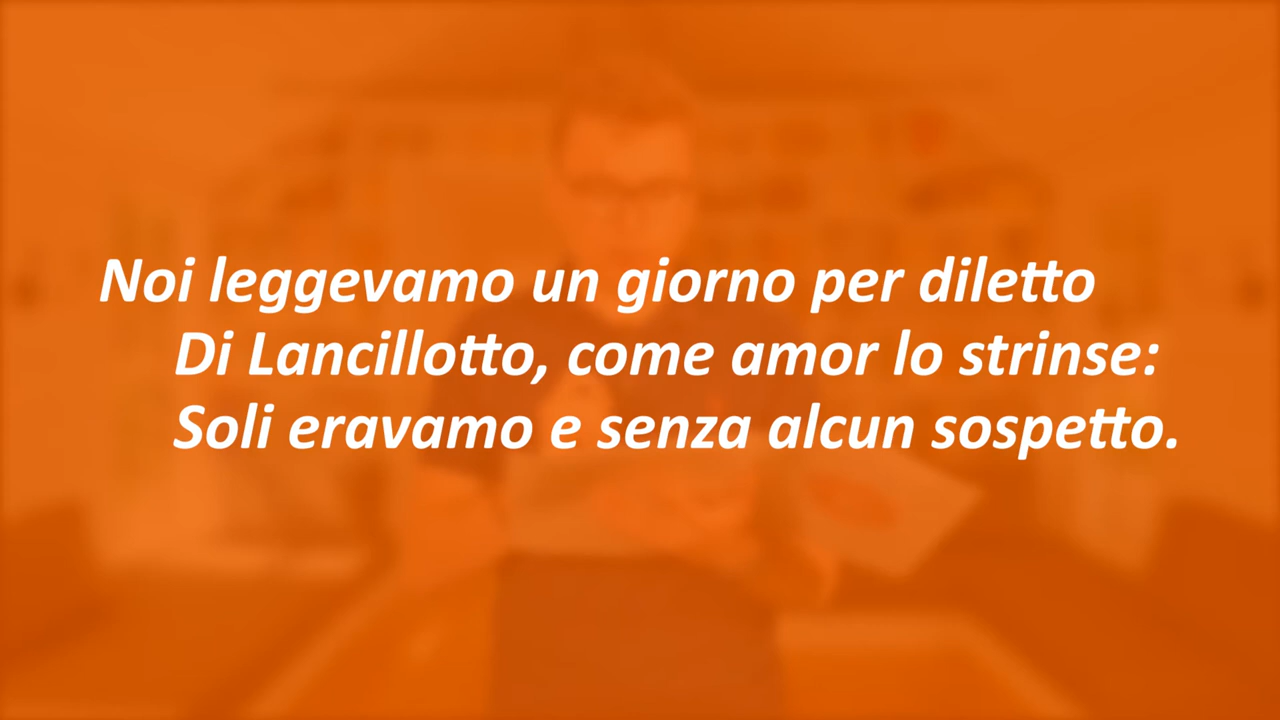 Noi leggevamo un giorno per diletto
Di Lancillotto, come amor lo strinse:
Soli eravamo e senza alcun sospetto.